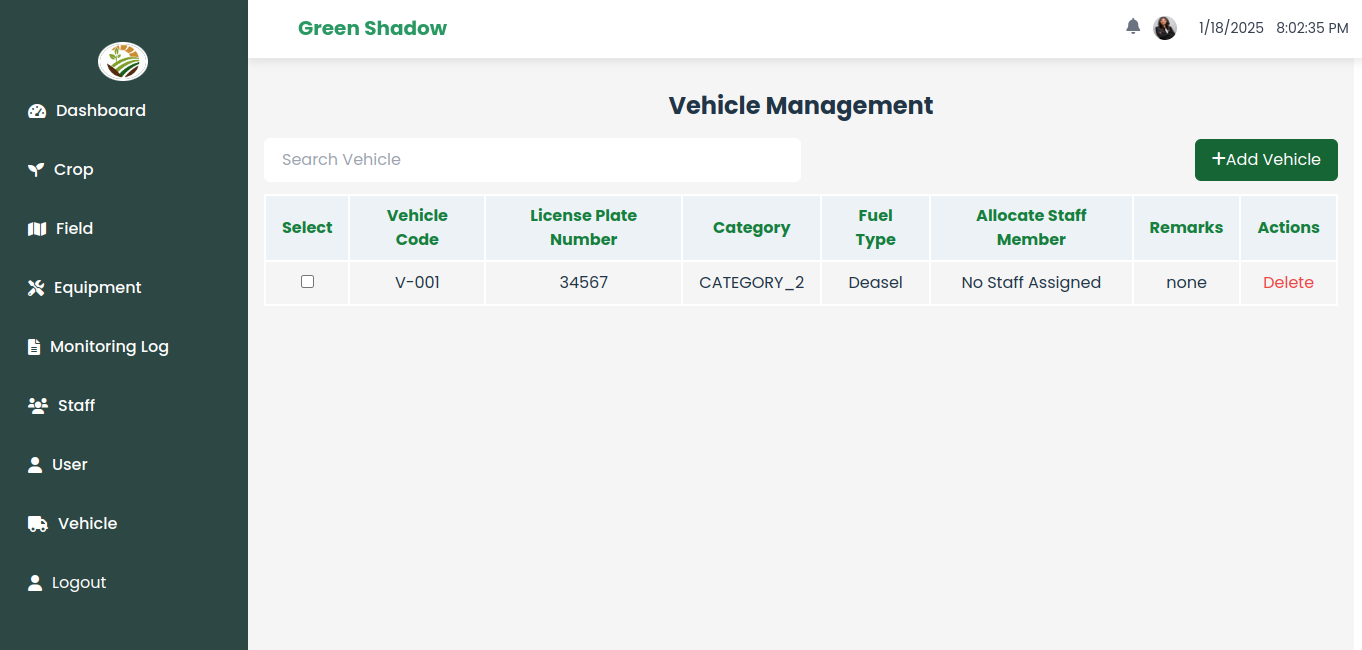 Green Shadow
1/18/2025 8:02:35 PM
Dashboard
Crop
Field
Equipment
Monitoring Log
Staff
User
Vehicle
Logout
Vehicle Management
Search Vehicle
+Add Vehicle
Select
Vehicle
Code
License Plate
Number
Category
Fuel
Type
Allocate Staff
Member
Remarks
Actions
V-001 34567 CATEGORY_2 Deasel No Staff Assigned none Delete